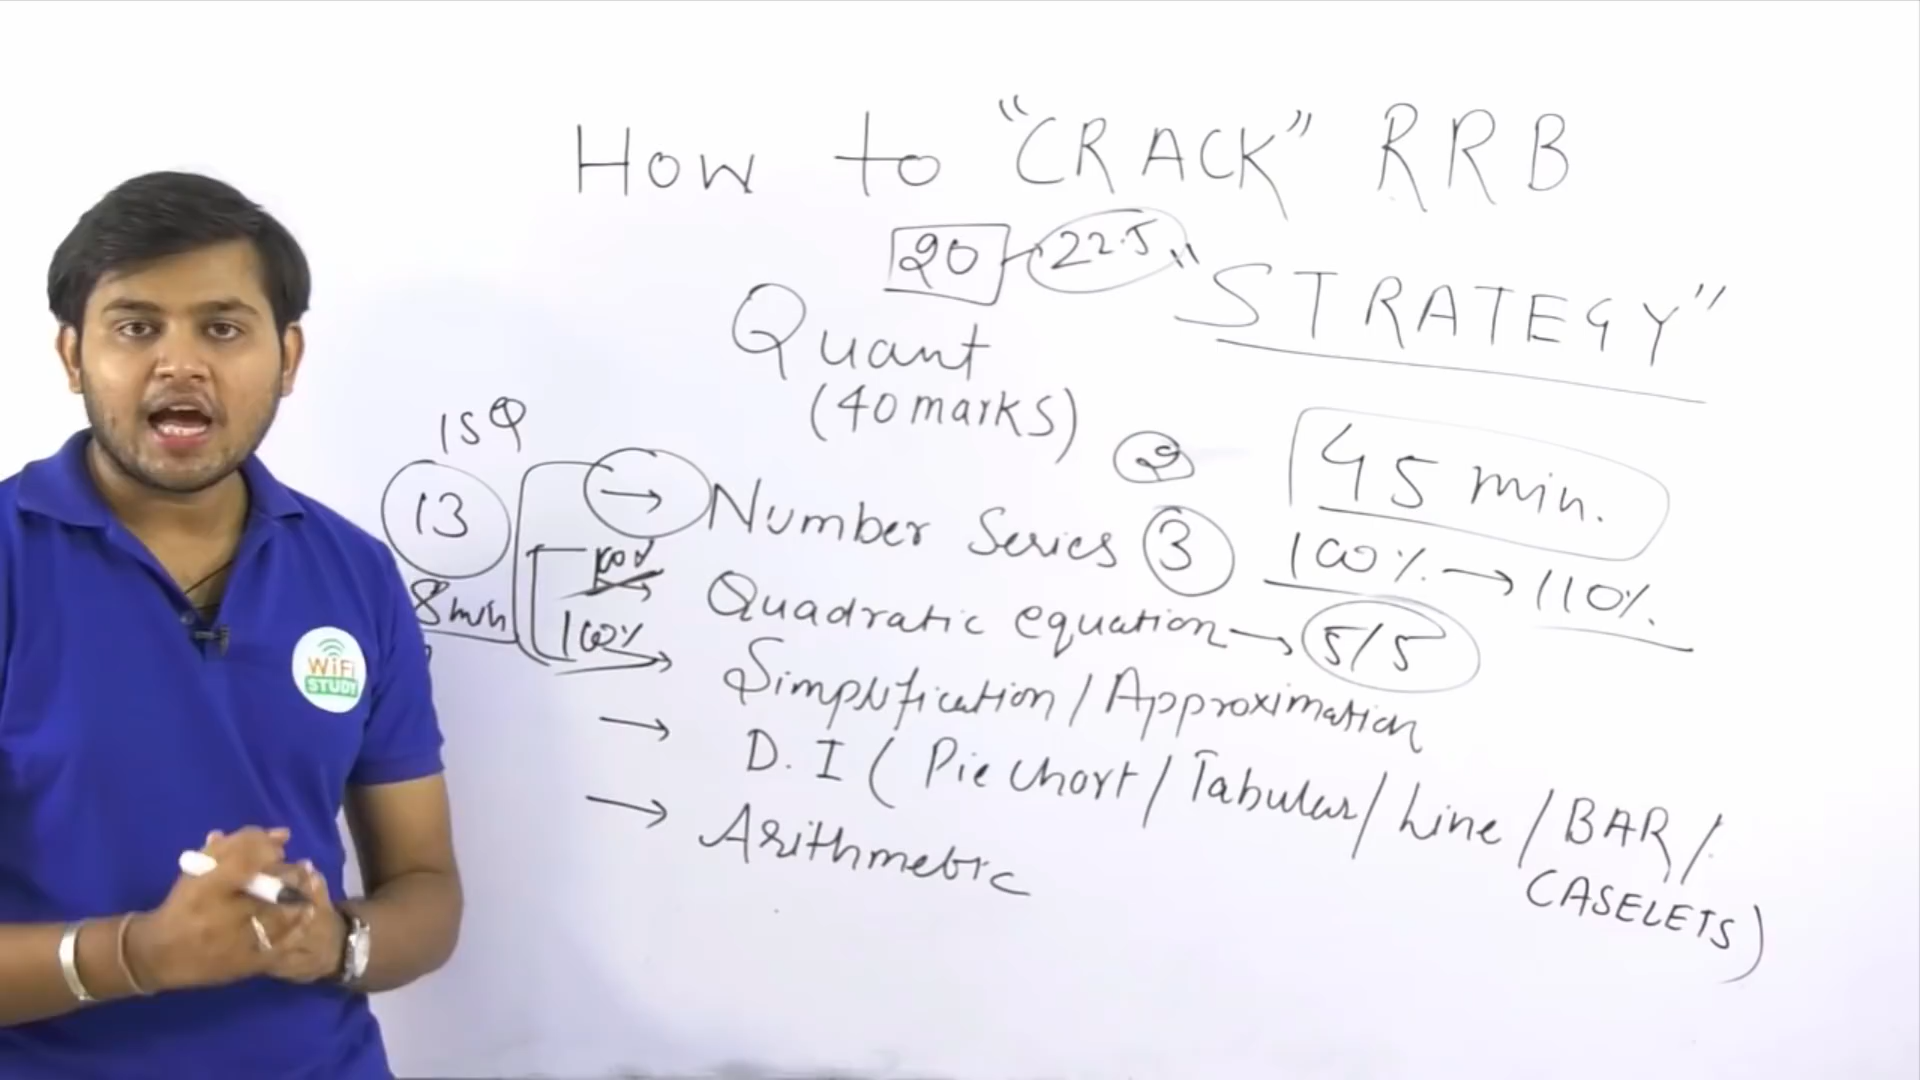 How to "CRACK" RRB
20 22.5
"STRATEGY"
Quant
(40 marks)
45 min.
15Q
2
13
→ Number Series 3
100% → 110%
8 min
→ Quadratic equation → 5/5
100%
→ Simplification / Approximation
→ D.I ( Pie Chart / Tabular / Line / BAR /
CASELETS)
→ Arithmetic
WiFi
STUDY